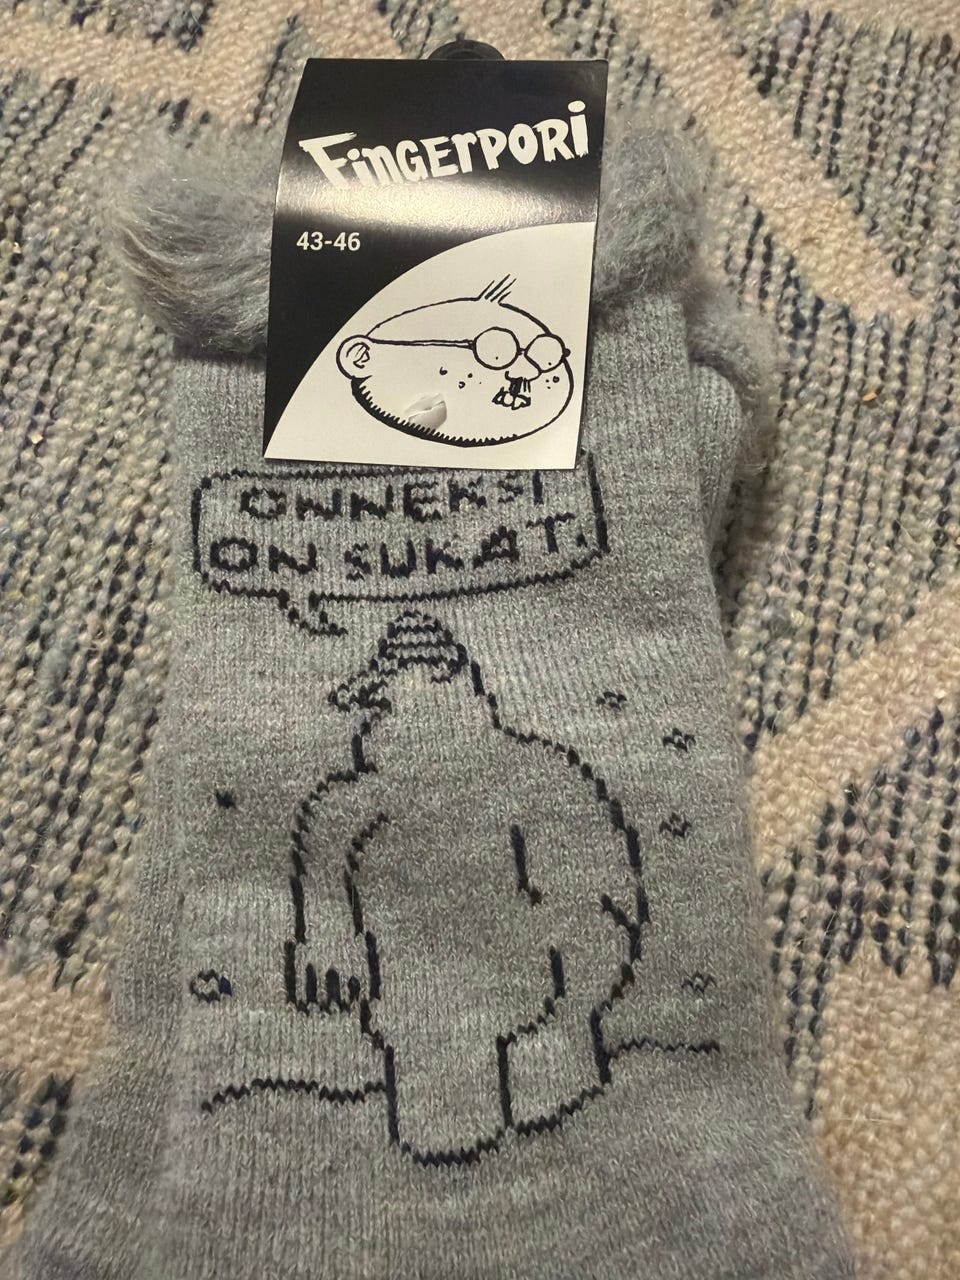 FiNGERPORi
43-46
ONNEKSI
ON SUKAT.